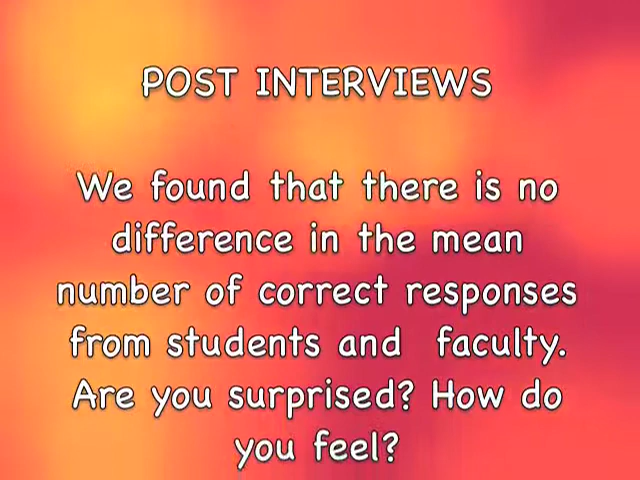 POST INTERVIEWS
We found that there is no
difference in the mean
number of correct responses
from students and faculty.
Are you surprised? How do
you feel?